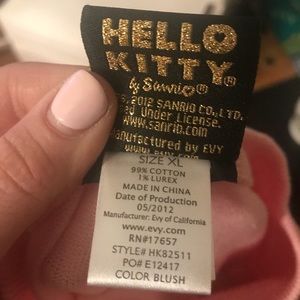 HELLO
KITTY®
by Sanrio®
2012 SANRIO CO., LTD.
Under License.
www.sanrio.com
by EVY
SIZE XL
99% COTTON
1% LUREX
MADE IN CHINA
Date of Production
05/2012
Manufacturer: Evy of California
www.evy.com
RN#17657
STYLE# HK82511
PO# E12417
COLOR BLUSH